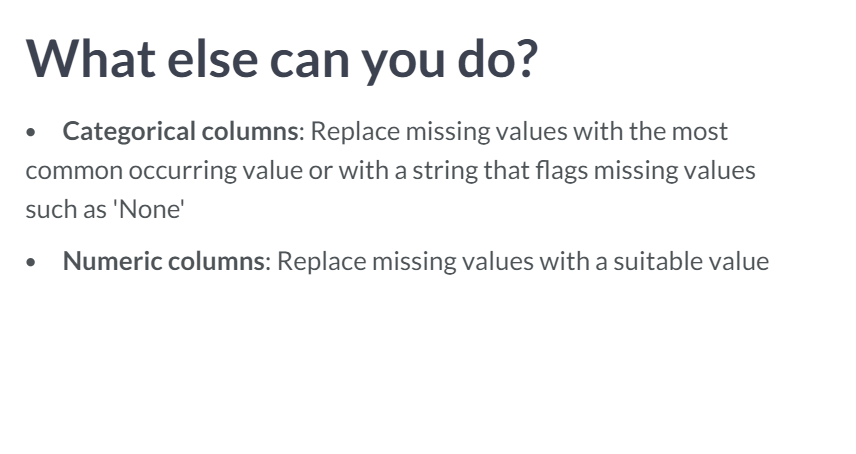 What else can you do?
• Categorical columns: Replace missing values with the most
common occurring value or with a string that flags missing values
such as 'None'
• Numeric columns: Replace missing values with a suitable value